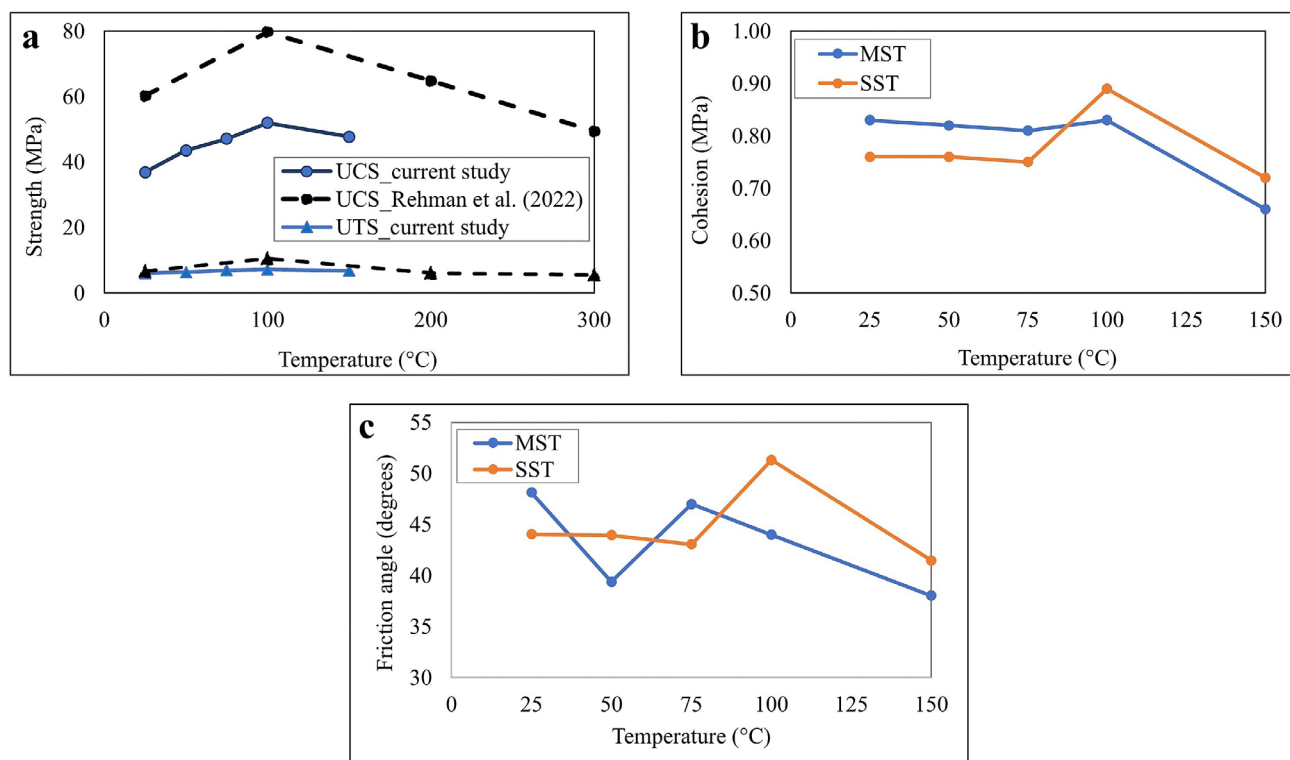 a
80
60
40
20
0
Strength (MPa)
UCS_current study
UCS_Rehman et al. (2022)
UTS_current study
0 100 200 300
Temperature (°C)
b
1.00
0.90
0.80
0.70
0.60
0.50
Cohesion (MPa)
MST
SST
0 25 50 75 100 125 150
Temperature (°C)
c
55
50
45
40
35
30
Friction angle (degrees)
MST
SST
0 25 50 75 100 125 150
Temperature (°C)